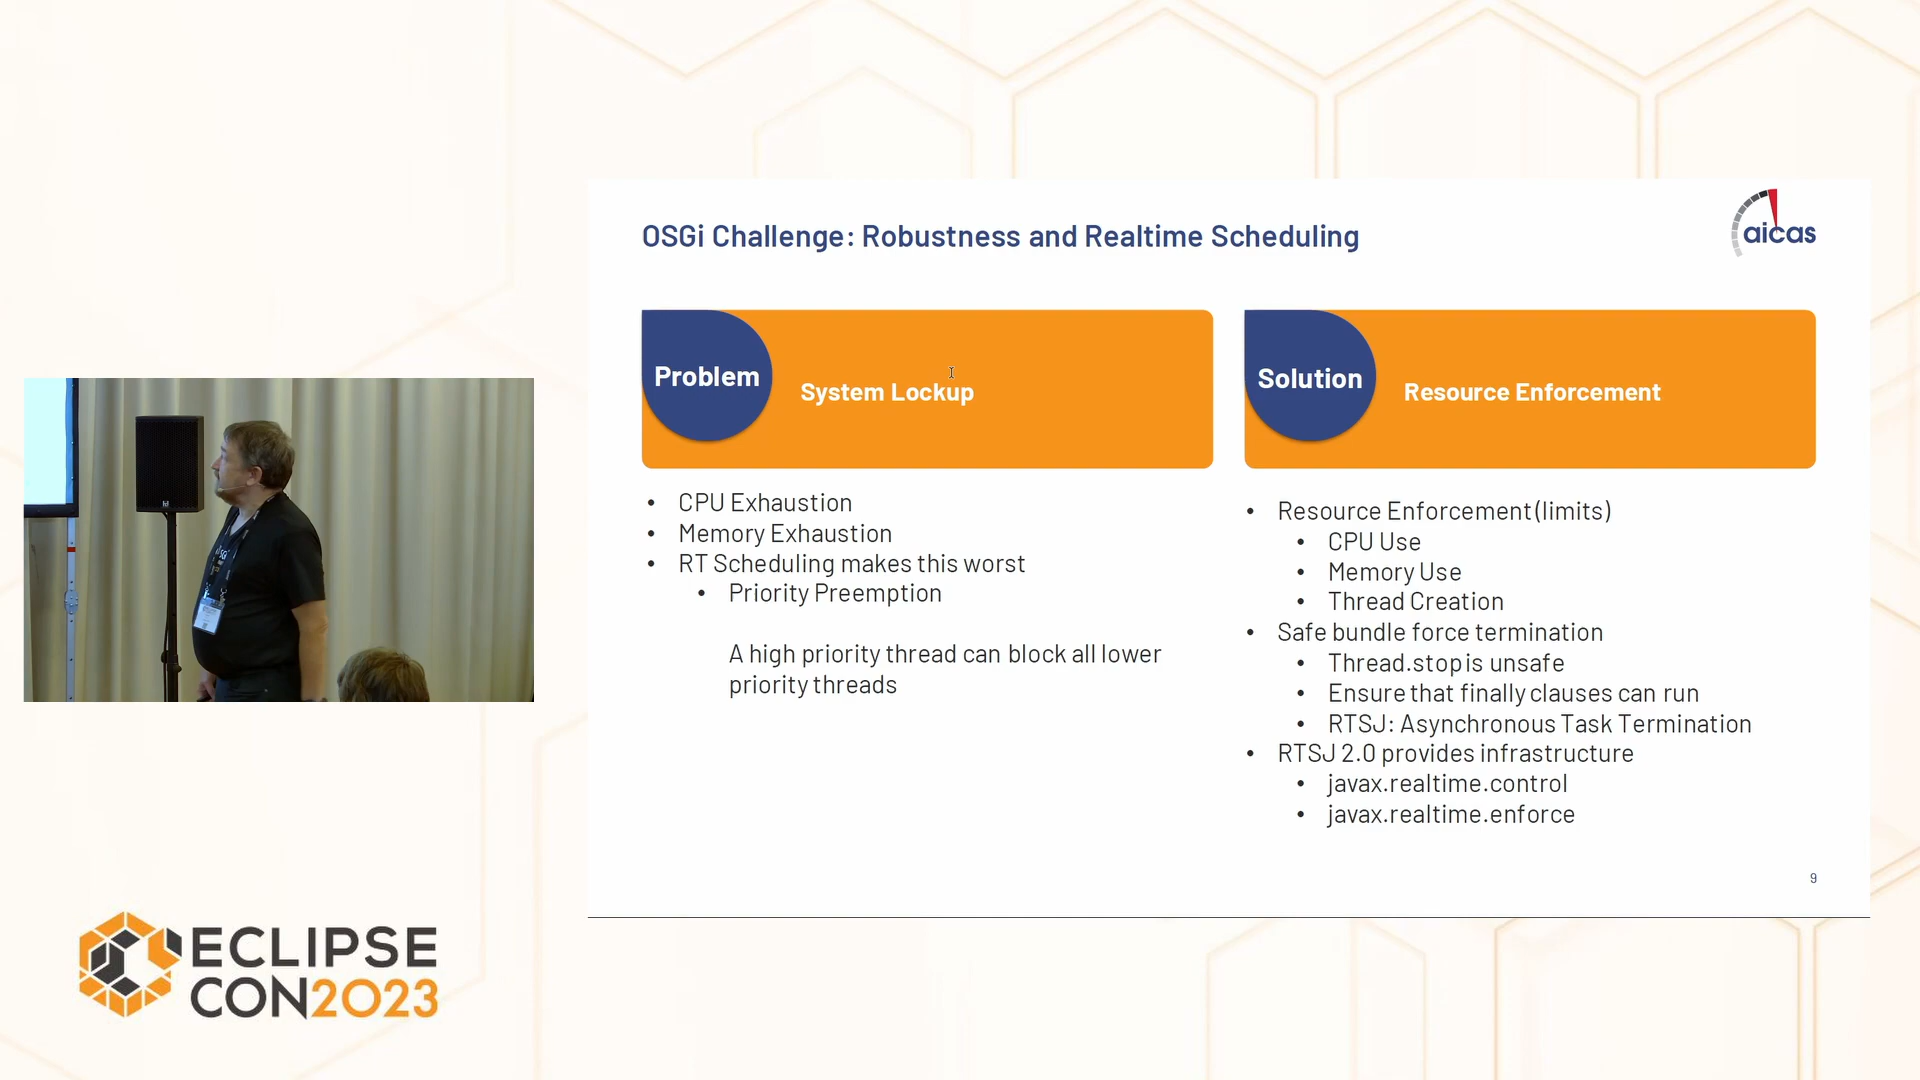 OSGi Challenge: Robustness and Realtime Scheduling
aicas
Problem
System Lockup
• CPU Exhaustion
• Memory Exhaustion
• RT Scheduling makes this worst
• Priority Preemption
A high priority thread can block all lower
priority threads
Solution
Resource Enforcement
• Resource Enforcement (limits)
• CPU Use
• Memory Use
• Thread Creation
• Safe bundle force termination
• Thread.stop is unsafe
• Ensure that finally clauses can run
• RTSJ: Asynchronous Task Termination
• RTSJ 2.0 provides infrastructure
• javax.realtime.control
• javax.realtime.enforce
9
ECLIPSE
CON2023